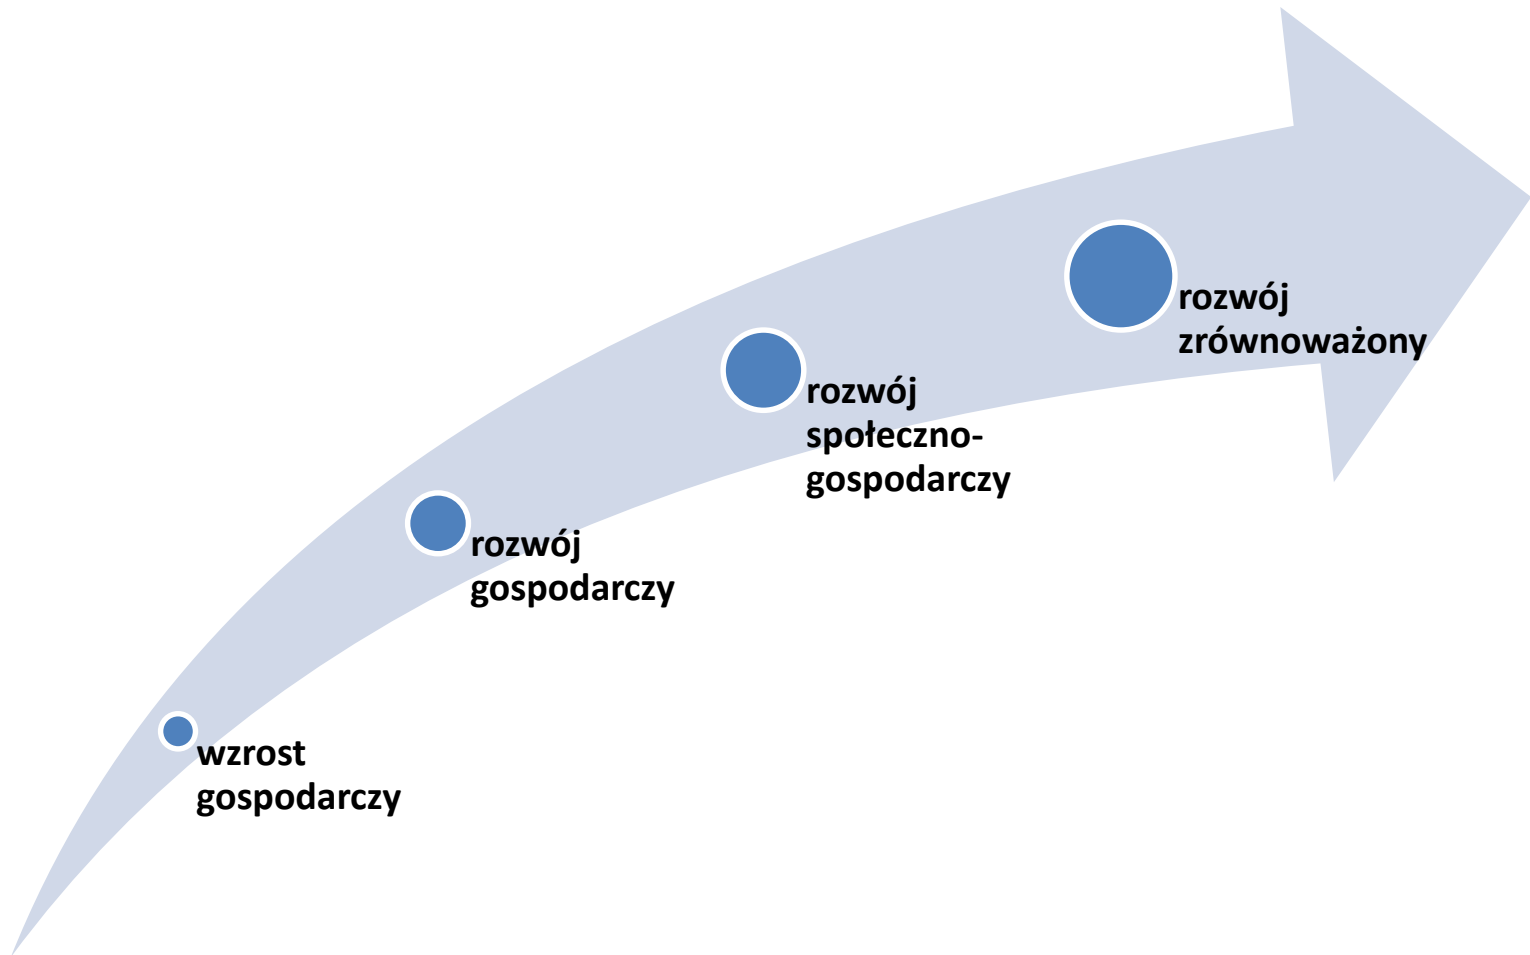 rozwój
zrównoważony
rozwój
społeczno-
gospodarczy
rozwój
gospodarczy
wzrost
gospodarczy